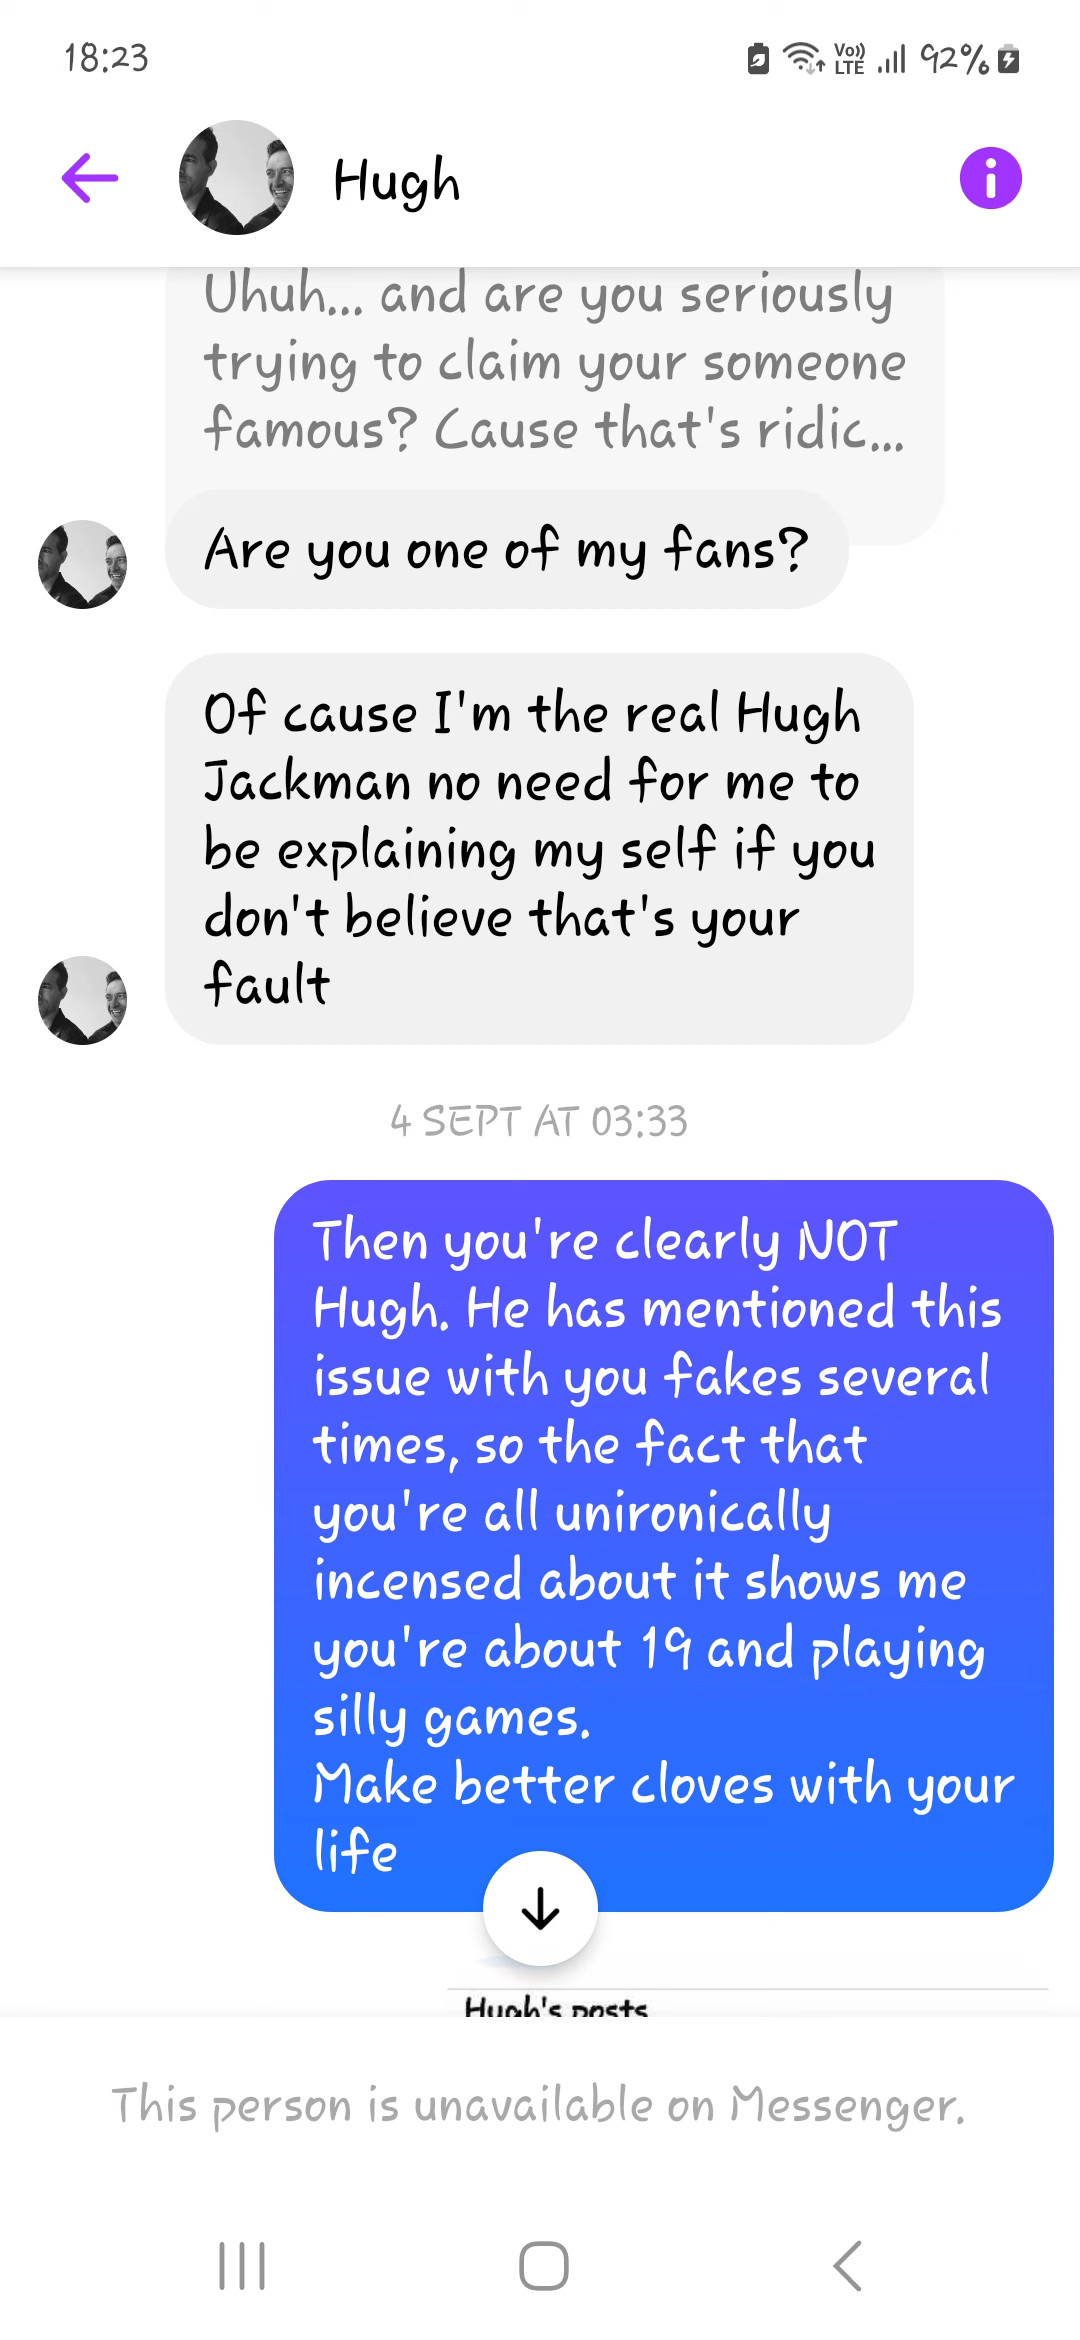 18:23
Vo))
LTE
92%
Hugh
Uhuh... and are you seriously
trying to claim your someone
famous? Cause that's ridic...
Are you one of my fans?
Of cause I'm the real Hugh
Jackman no need for me to
be explaining my self if you
don't believe that's your
fault
4 SEPT AT 03:33
Then you're clearly NOT
Hugh. He has mentioned this
issue with you fakes several
times, so the fact that
you're all unironically
incensed about it shows me
you're about 19 and playing
silly games.
Make better cloves with your
life
Hugh's posts
This person is unavailable on Messenger.